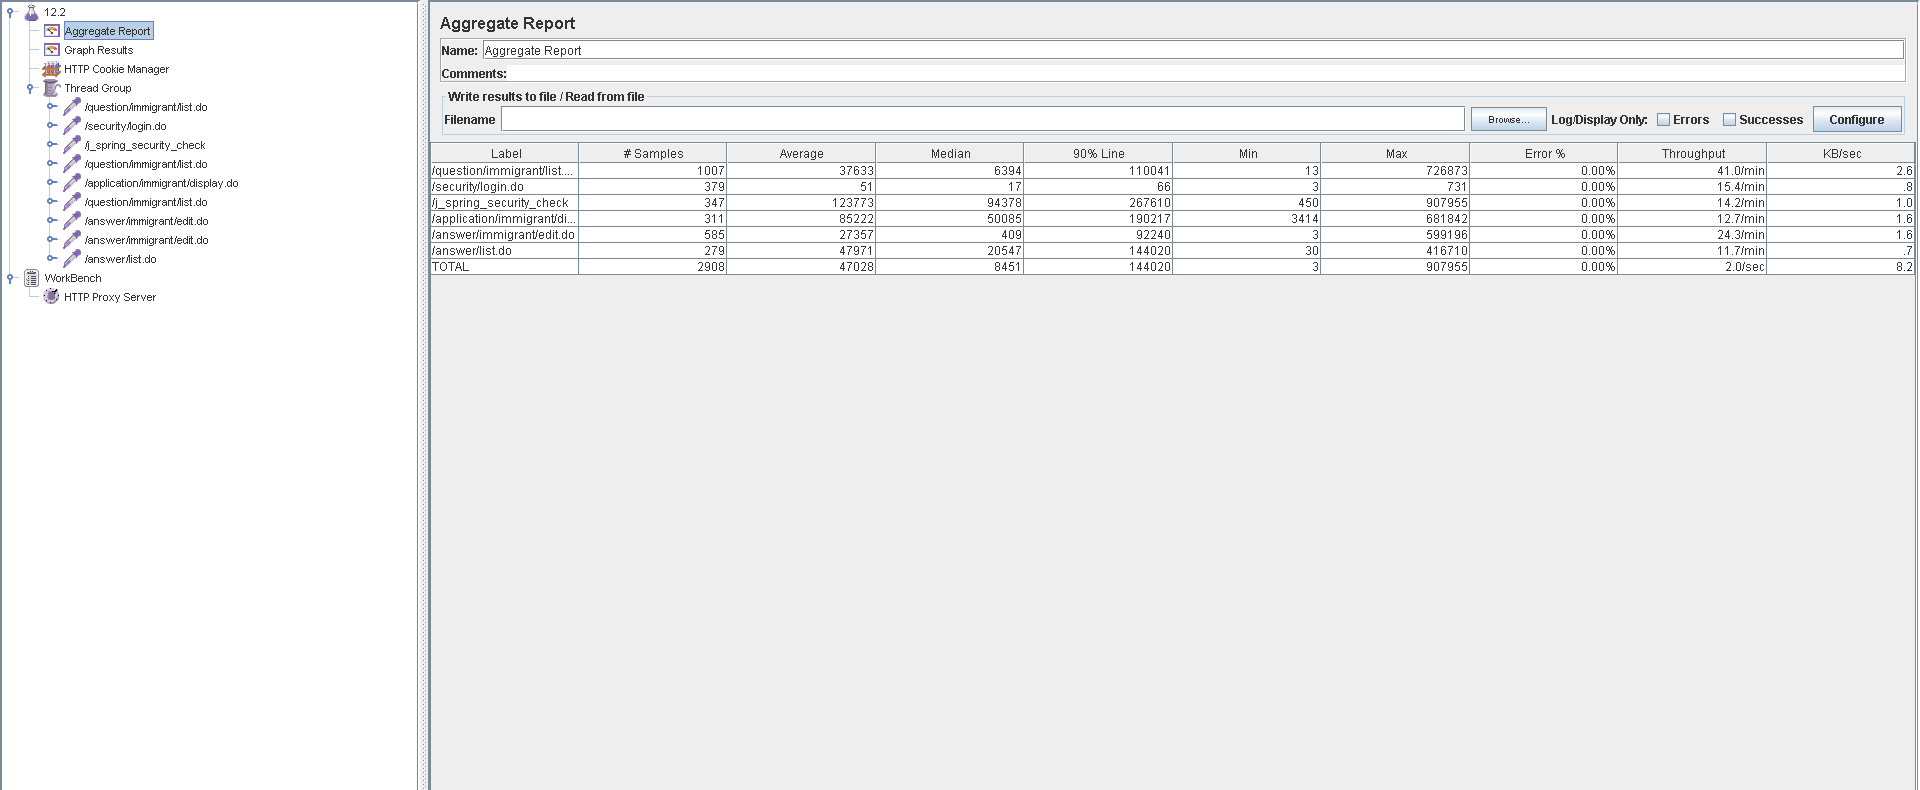 12.2
Aggregate Report
Graph Results
HTTP Cookie Manager
Thread Group
/question/immigrant/list.do
/security/login.do
/j_spring_security_check
/question/immigrant/list.do
/application/immigrant/display.do
/question/immigrant/list.do
/answer/immigrant/edit.do
/answer/immigrant/edit.do
/answer/list.do
WorkBench
HTTP Proxy Server
Aggregate Report
Name: Aggregate Report
Comments:
Write results to file / Read from file
Filename Browse... Log/Display Only: Errors Successes Configure
Label # Samples Average Median 90% Line Min Max Error % Throughput KB/sec
/question/immigrant/list.... 1007 37633 6394 110041 13 726873 0.00% 41.0/min 2.6
/security/login.do 379 51 17 66 3 731 0.00% 15.4/min .8
/j_spring_security_check 347 123773 94378 267610 450 907955 0.00% 14.2/min 1.0
/application/immigrant/di... 311 85222 50085 190217 3414 681842 0.00% 12.7/min 1.6
/answer/immigrant/edit.do 585 27357 409 92240 3 599196 0.00% 24.3/min 1.6
/answer/list.do 279 47971 20547 144020 30 416710 0.00% 11.7/min .7
TOTAL 2908 47028 8451 144020 3 907955 0.00% 2.0/sec 8.2